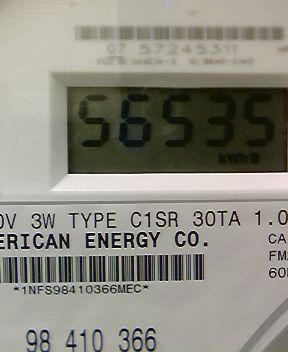 07 57245311
56535
kWh
0V 3W TYPE C1SR 30TA 1.0
ERICAN ENERGY CO.
CA
FM
60
*1NFS98410366MEC*
98 410 366